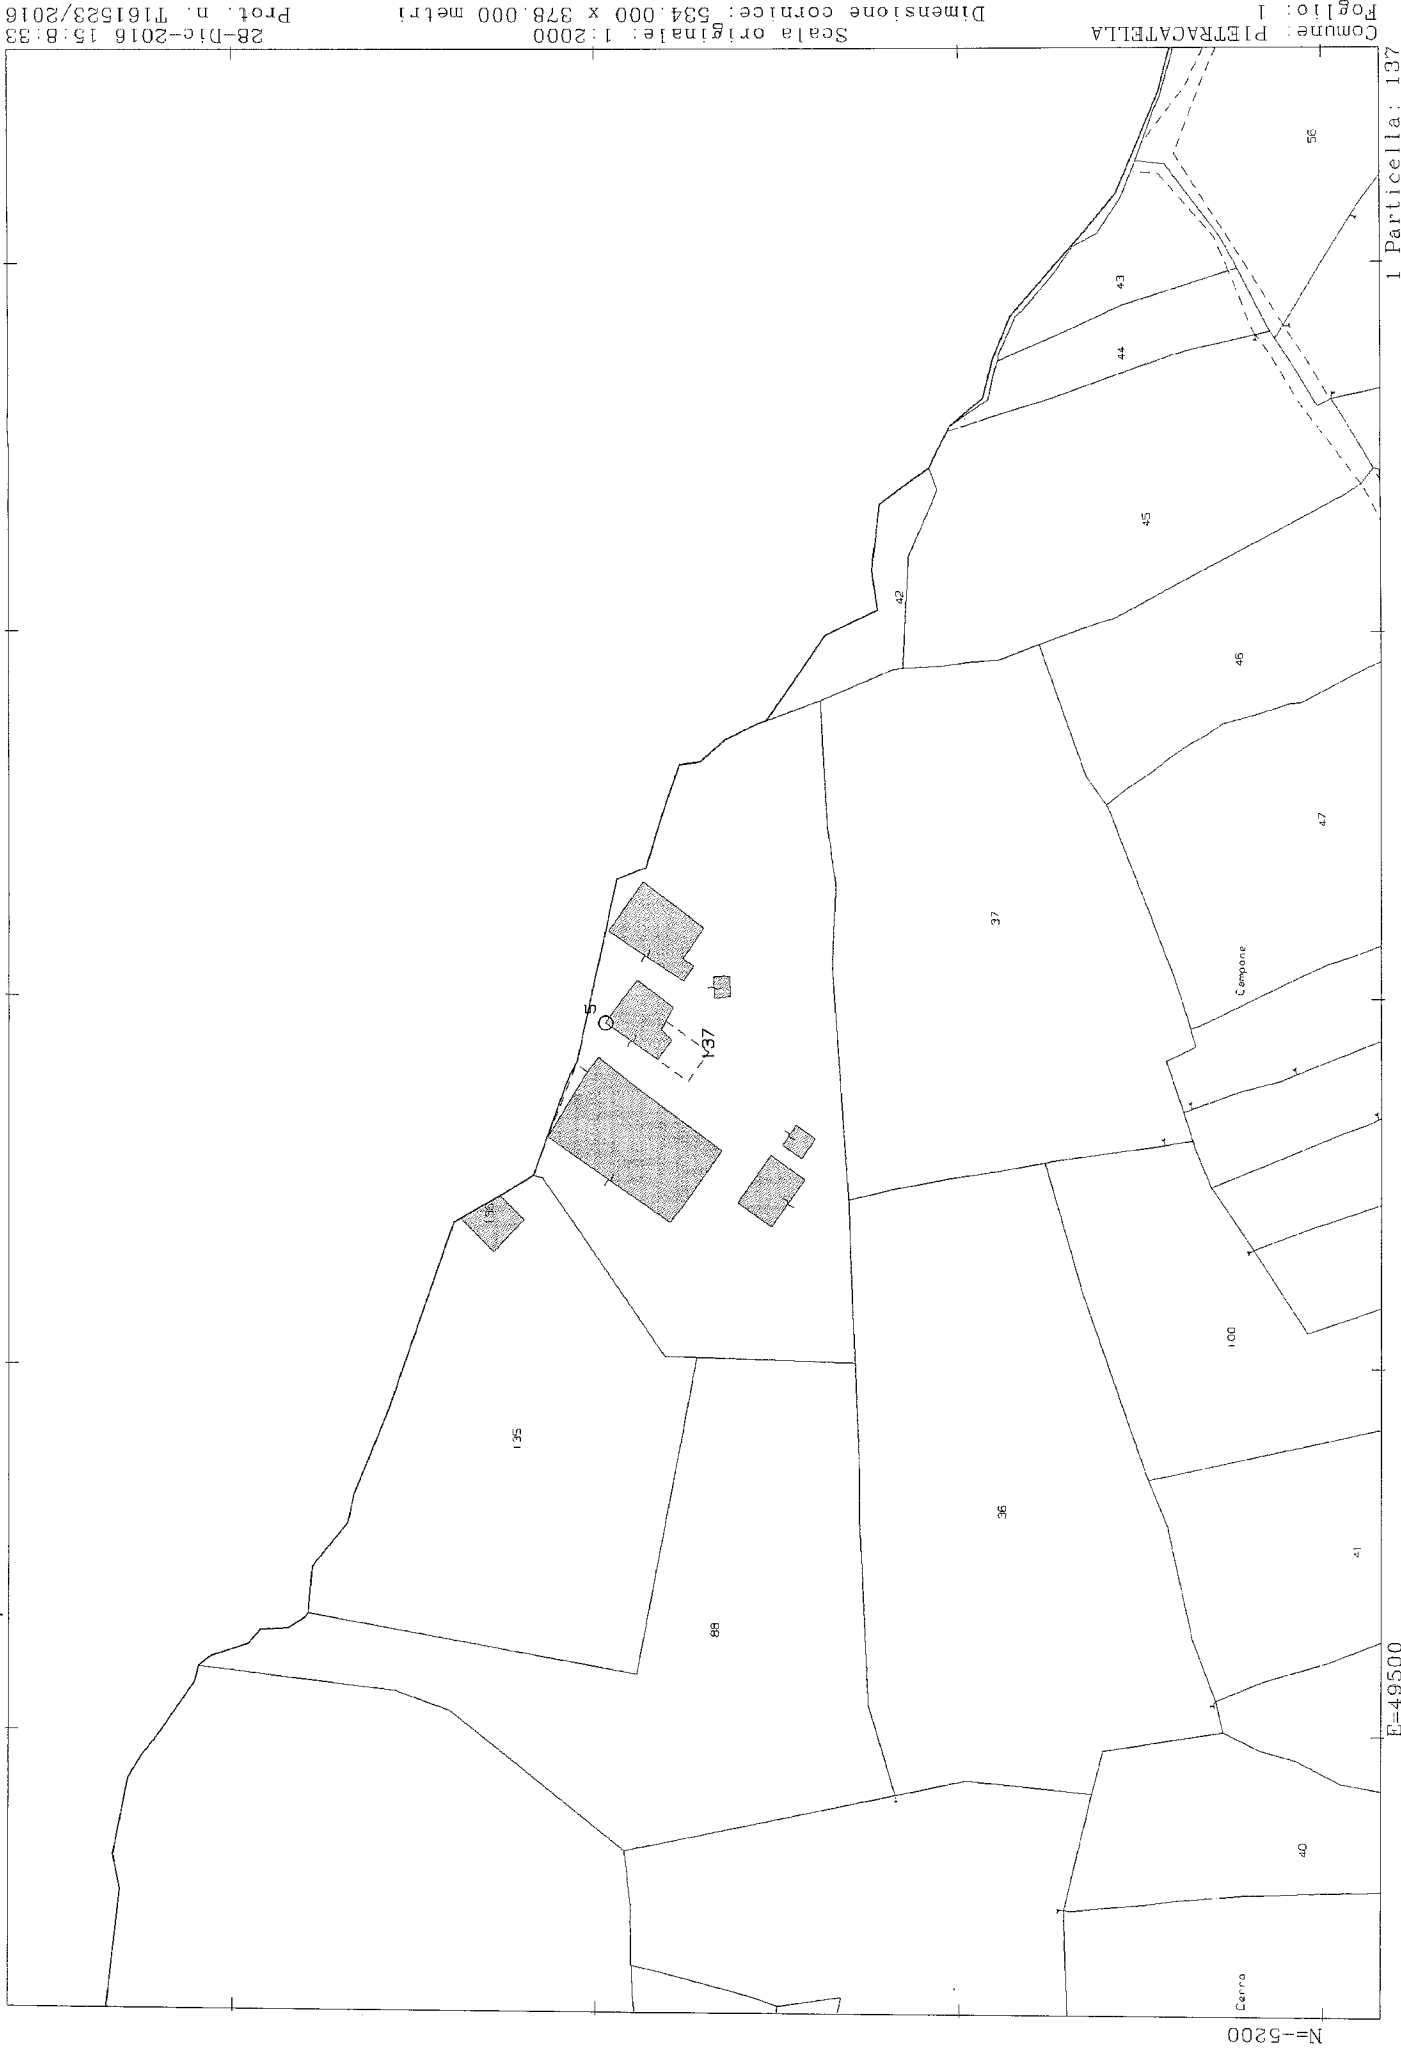 N=-5200
E=49500
1 Particella: 137
Comune: PIETRACATELLA
Foglio: 1
Scala originale: 1:2000
Dimensione cornice: 534.000 x 378.000 metri
28-Dic-2016 15:8:33
Prot. n. T161523/2016
56
43
44
45
42
46
47
37
Campane
5
137
136
135
100
36
41
88
40
Cerro